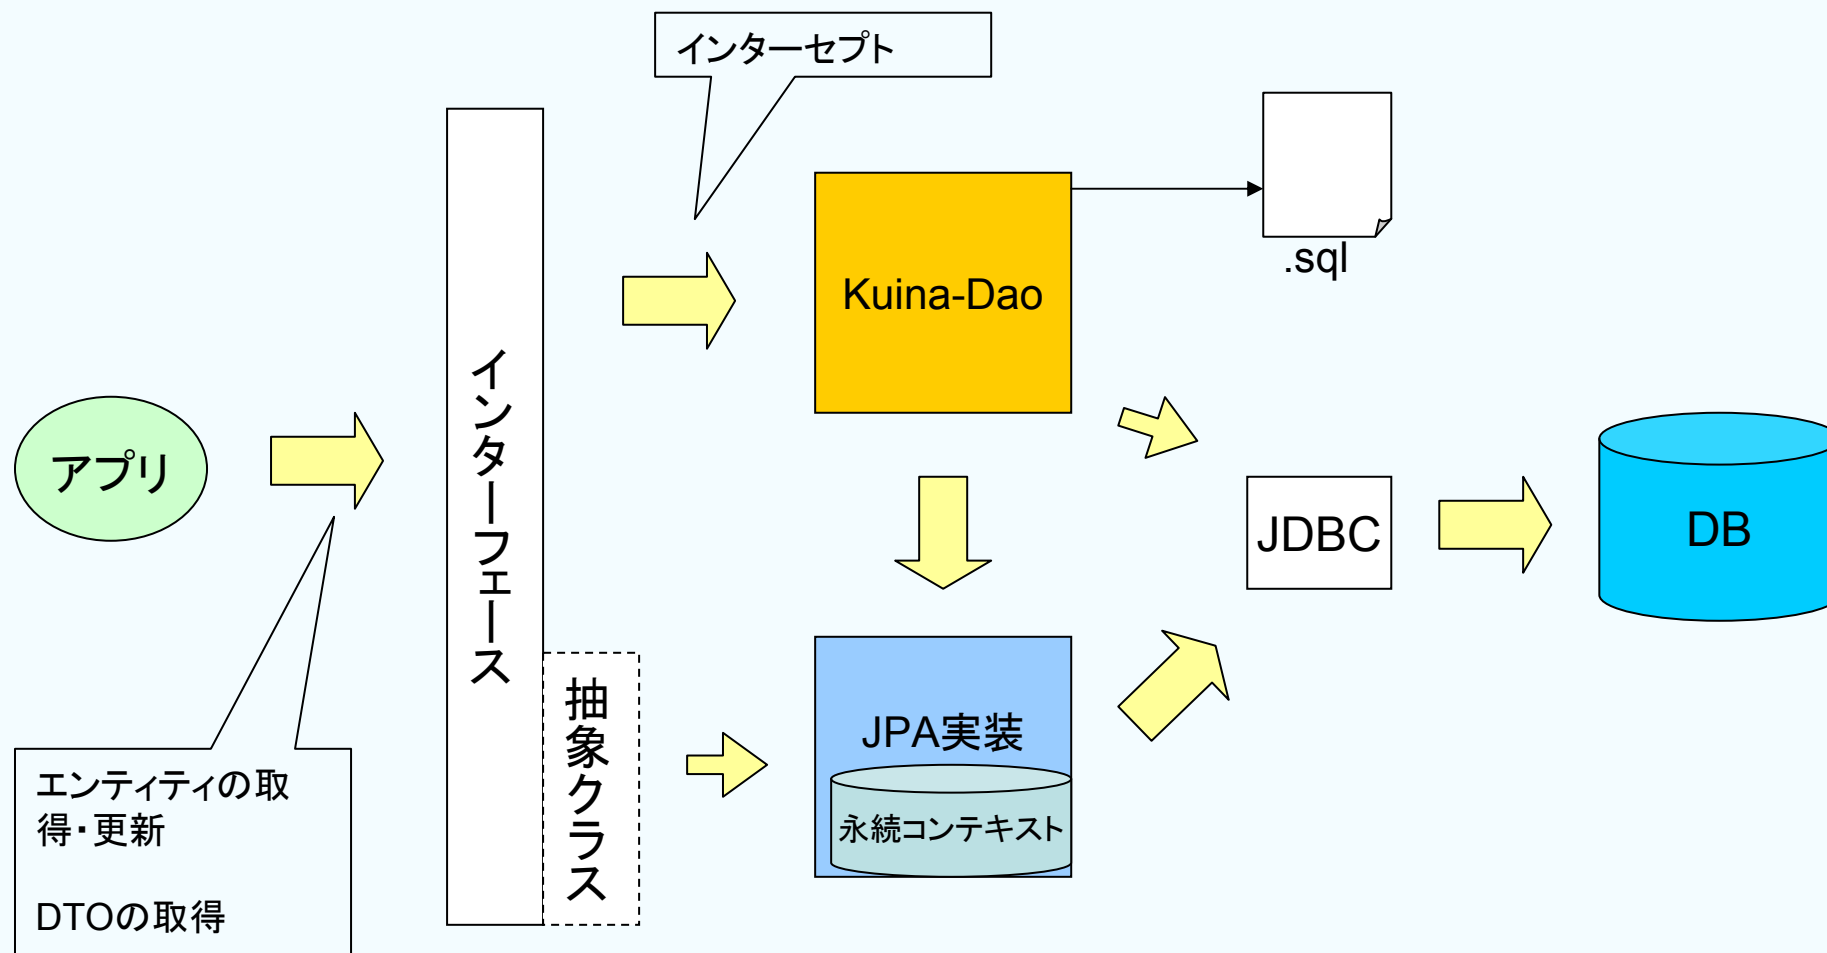 インターセプト
.sql
Kuina-Dao
インターフェース
アプリ
JDBC
DB
抽象クラス
JPA実装
永続コンテキスト
エンティティの取
得・更新
DTOの取得